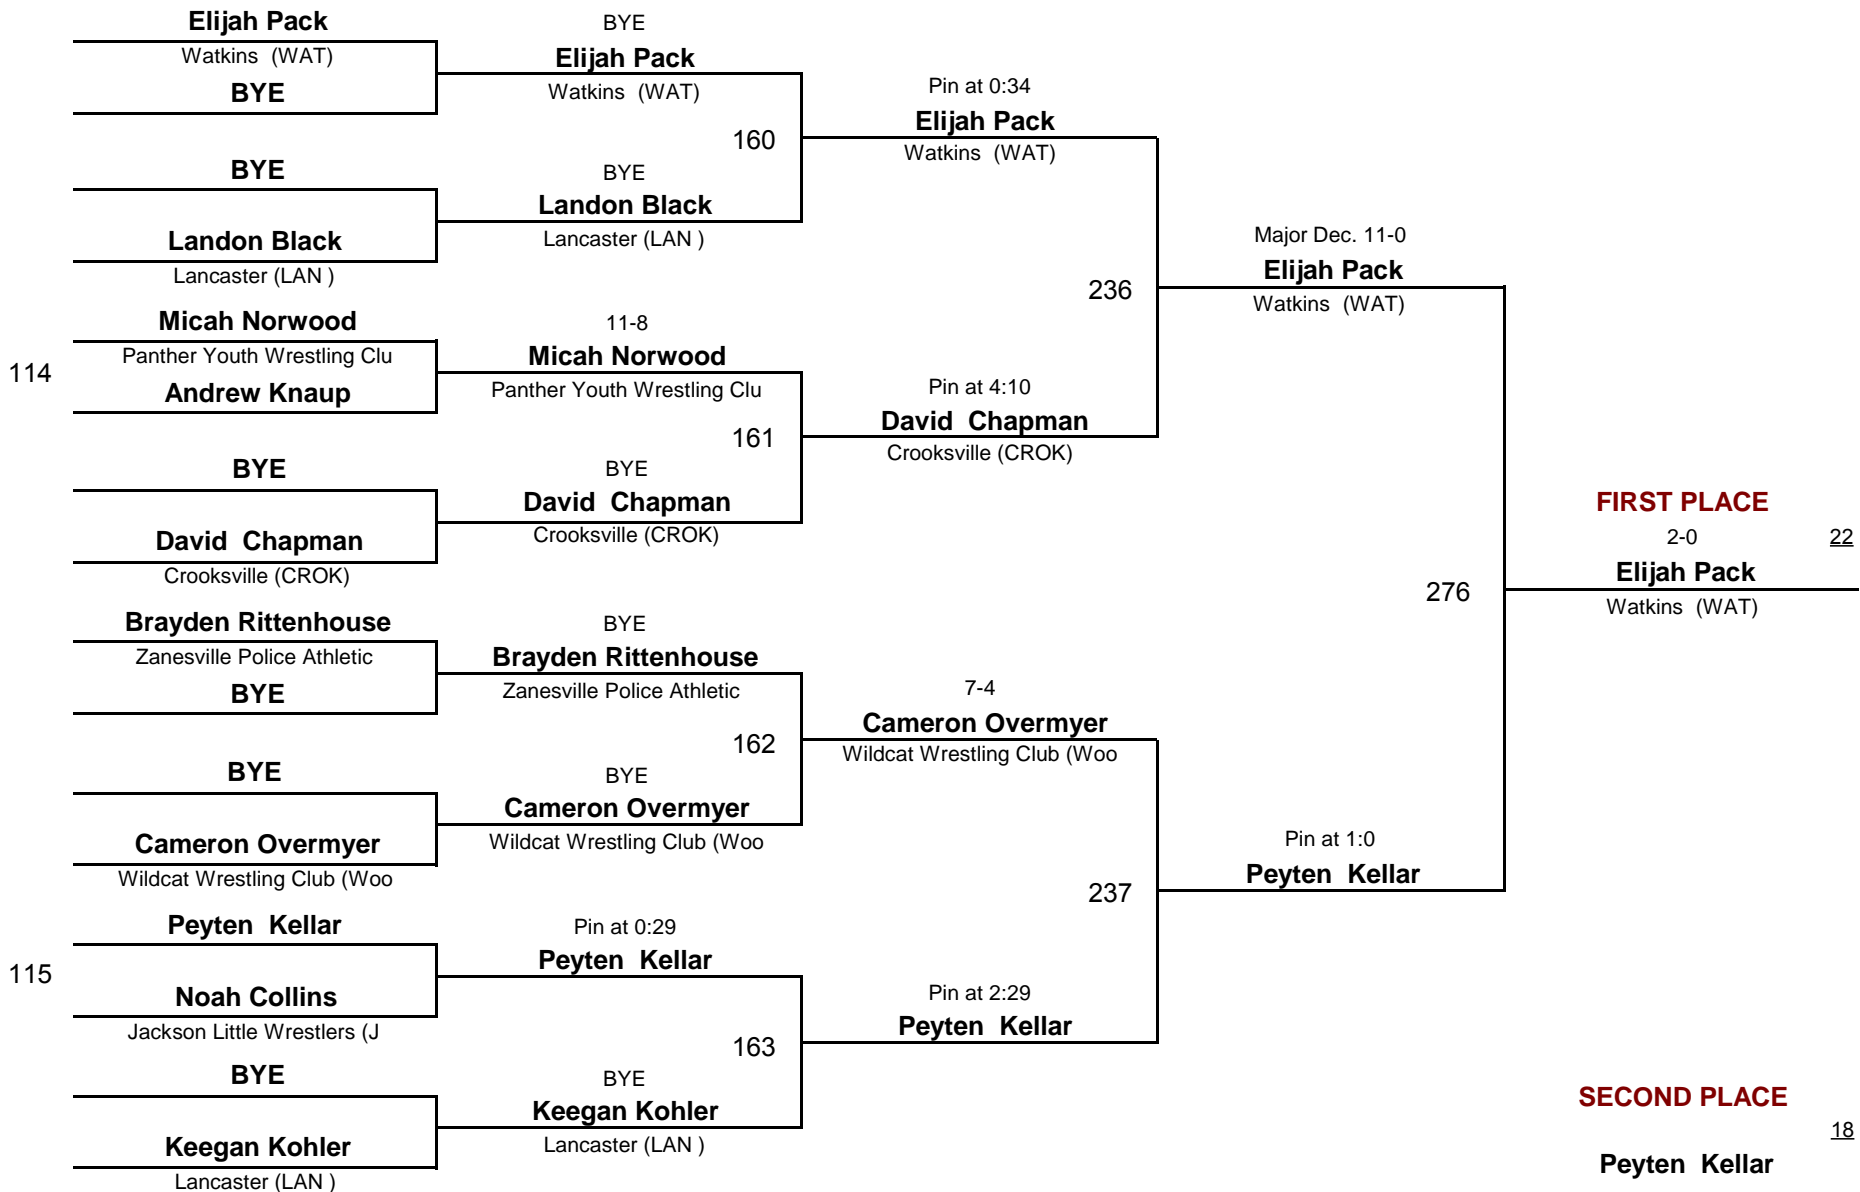 Elijah Pack
Watkins  (WAT)
BYE
BYE
Landon Black
Lancaster (LAN )
114
Micah Norwood
Panther Youth Wrestling Clu
Andrew Knaup
BYE
David  Chapman
Crooksville (CROK)
Brayden Rittenhouse
Zanesville Police Athletic
BYE
BYE
Cameron Overmyer
Wildcat Wrestling Club (Woo
115
Peyten  Kellar
Noah Collins
Jackson Little Wrestlers (J
BYE
Keegan Kohler
Lancaster (LAN )
BYE
Elijah Pack
Watkins  (WAT)
160
BYE
Landon Black
Lancaster (LAN )
11-8
Micah Norwood
Panther Youth Wrestling Clu
161
BYE
David  Chapman
Crooksville (CROK)
BYE
Brayden Rittenhouse
Zanesville Police Athletic
162
BYE
Cameron Overmyer
Wildcat Wrestling Club (Woo
Pin at 0:29
Peyten  Kellar
163
BYE
Keegan Kohler
Lancaster (LAN )
Pin at 0:34
Elijah Pack
Watkins  (WAT)
236
Pin at 4:10
David  Chapman
Crooksville (CROK)
7-4
Cameron Overmyer
Wildcat Wrestling Club (Woo
237
Pin at 2:29
Peyten  Kellar
Major Dec. 11-0
Elijah Pack
Watkins  (WAT)
276
Pin at 1:0
Peyten  Kellar
FIRST PLACE
2-0 22
Elijah Pack
Watkins  (WAT)
SECOND PLACE
18
Peyten  Kellar